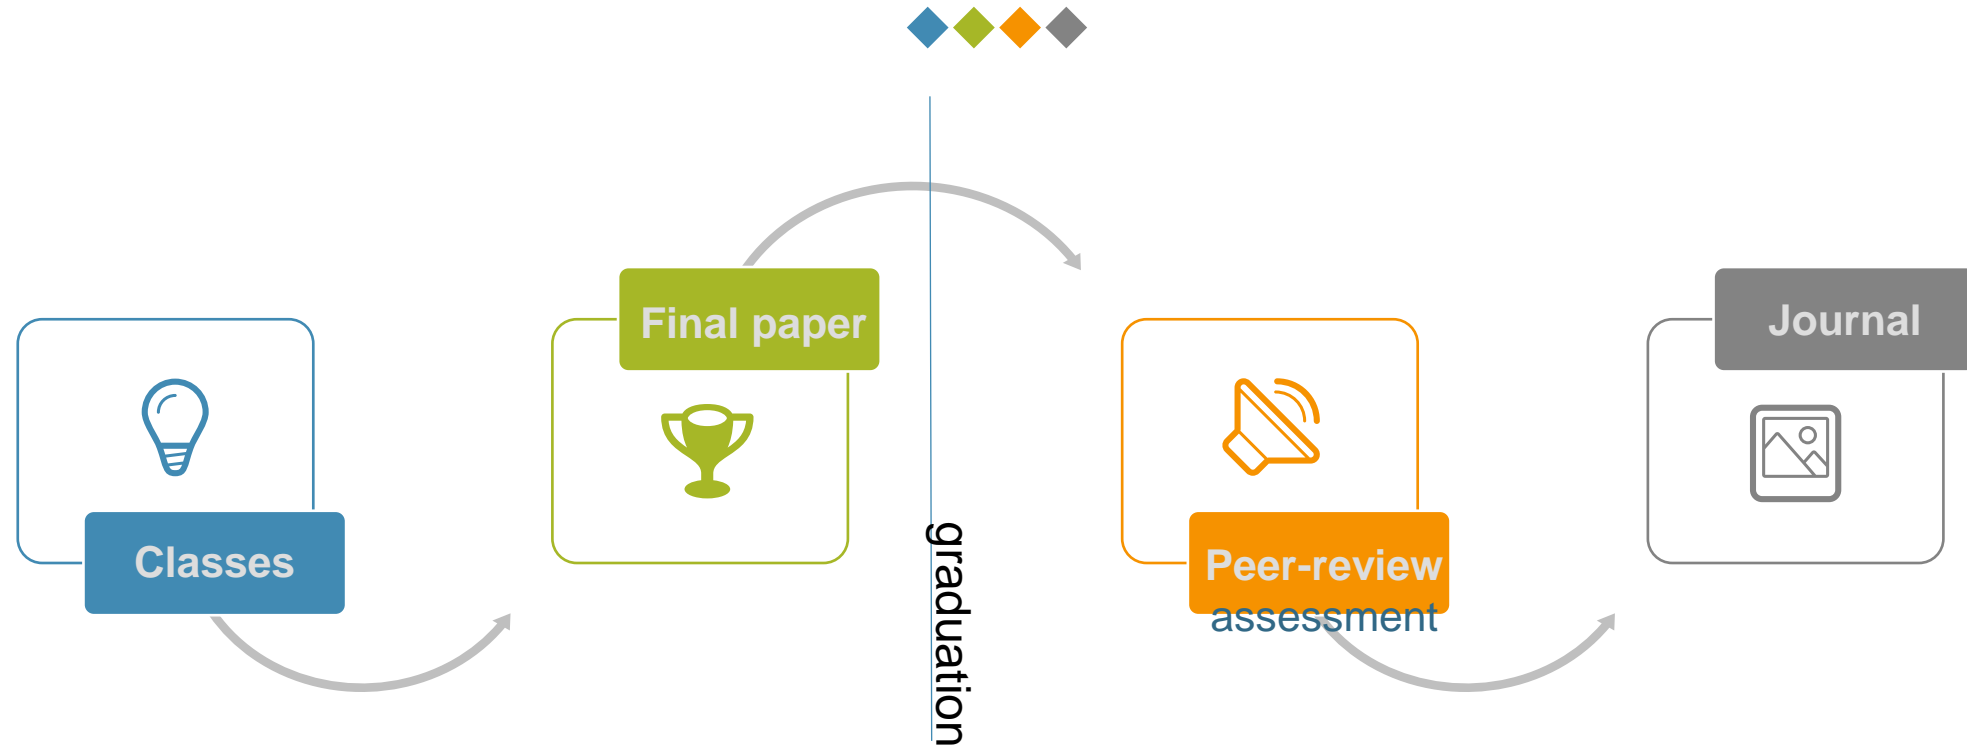 Classes
Final paper
graduation
Peer-review
assessment
Journal